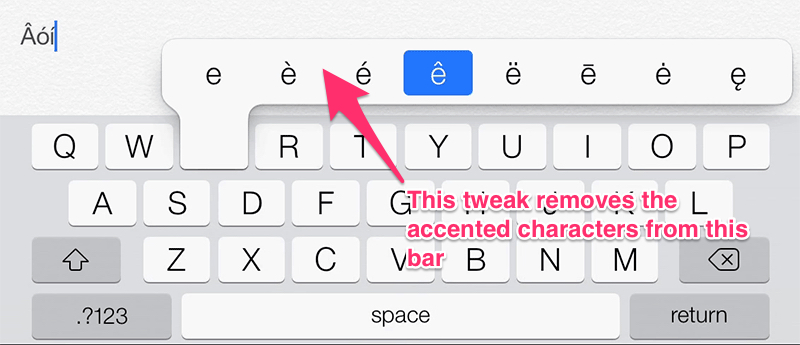 Âóí
e è é ê ë ē ė ę
Q W R T Y U I O P
A S D F G H J K L
This tweak removes the
accented characters from this
bar
Z X C V B N M
.?123 space return